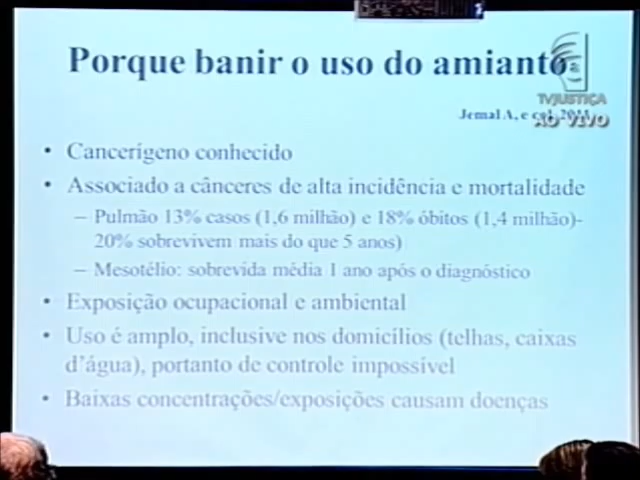 Porque banir o uso do amianto
TVJUSTIÇA
Jemal A, e col, 2011
AO VIVO
• Cancerígeno conhecido
• Associado a cânceres de alta incidência e mortalidade
– Pulmão 13% casos (1,6 milhão) e 18% óbitos (1,4 milhão)-
20% sobrevivem mais do que 5 anos)
– Mesotélio: sobrevida média 1 ano após o diagnóstico
• Exposição ocupacional e ambiental
• Uso é amplo, inclusive nos domicílios (telhas, caixas
d'água), portanto de controle impossível
• Baixas concentrações/exposições causam doenças